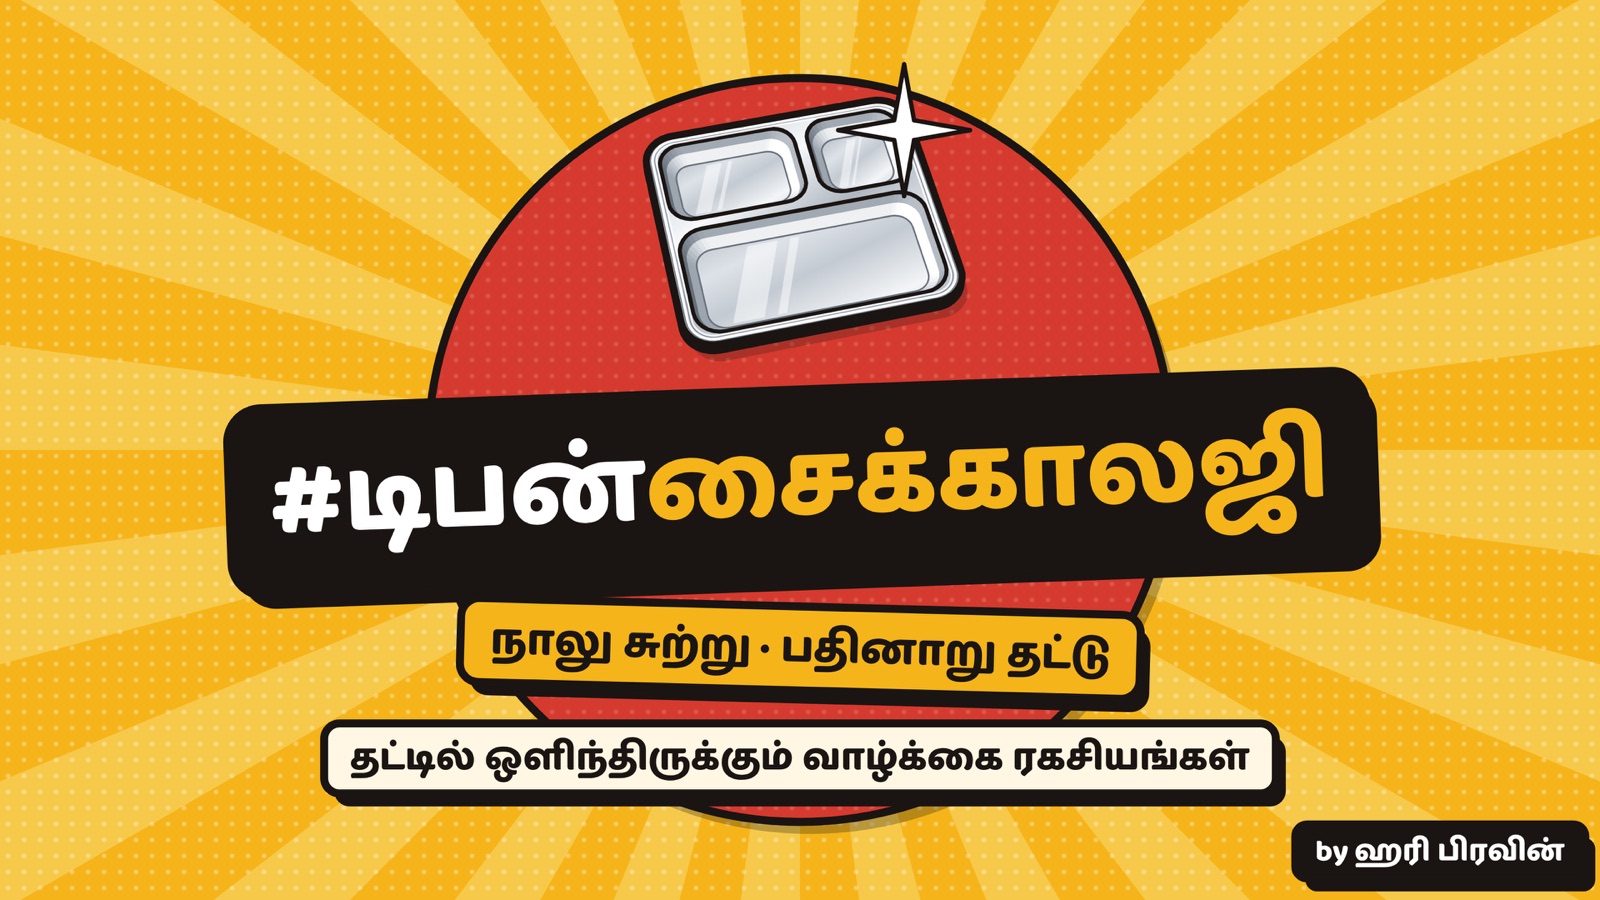 #டிபன்சைக்காலஜி
நாலு சுற்று · பதினாறு தட்டு
தட்டில் ஒளிந்திருக்கும் வாழ்க்கை ரகசியங்கள்
by ஹரி பிரவின்